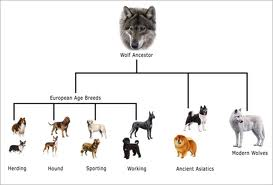 Wolf Ancestor
European Age Breeds
Herding
Hound
Sporting
Working
Ancient Asiatics
Modern Wolves